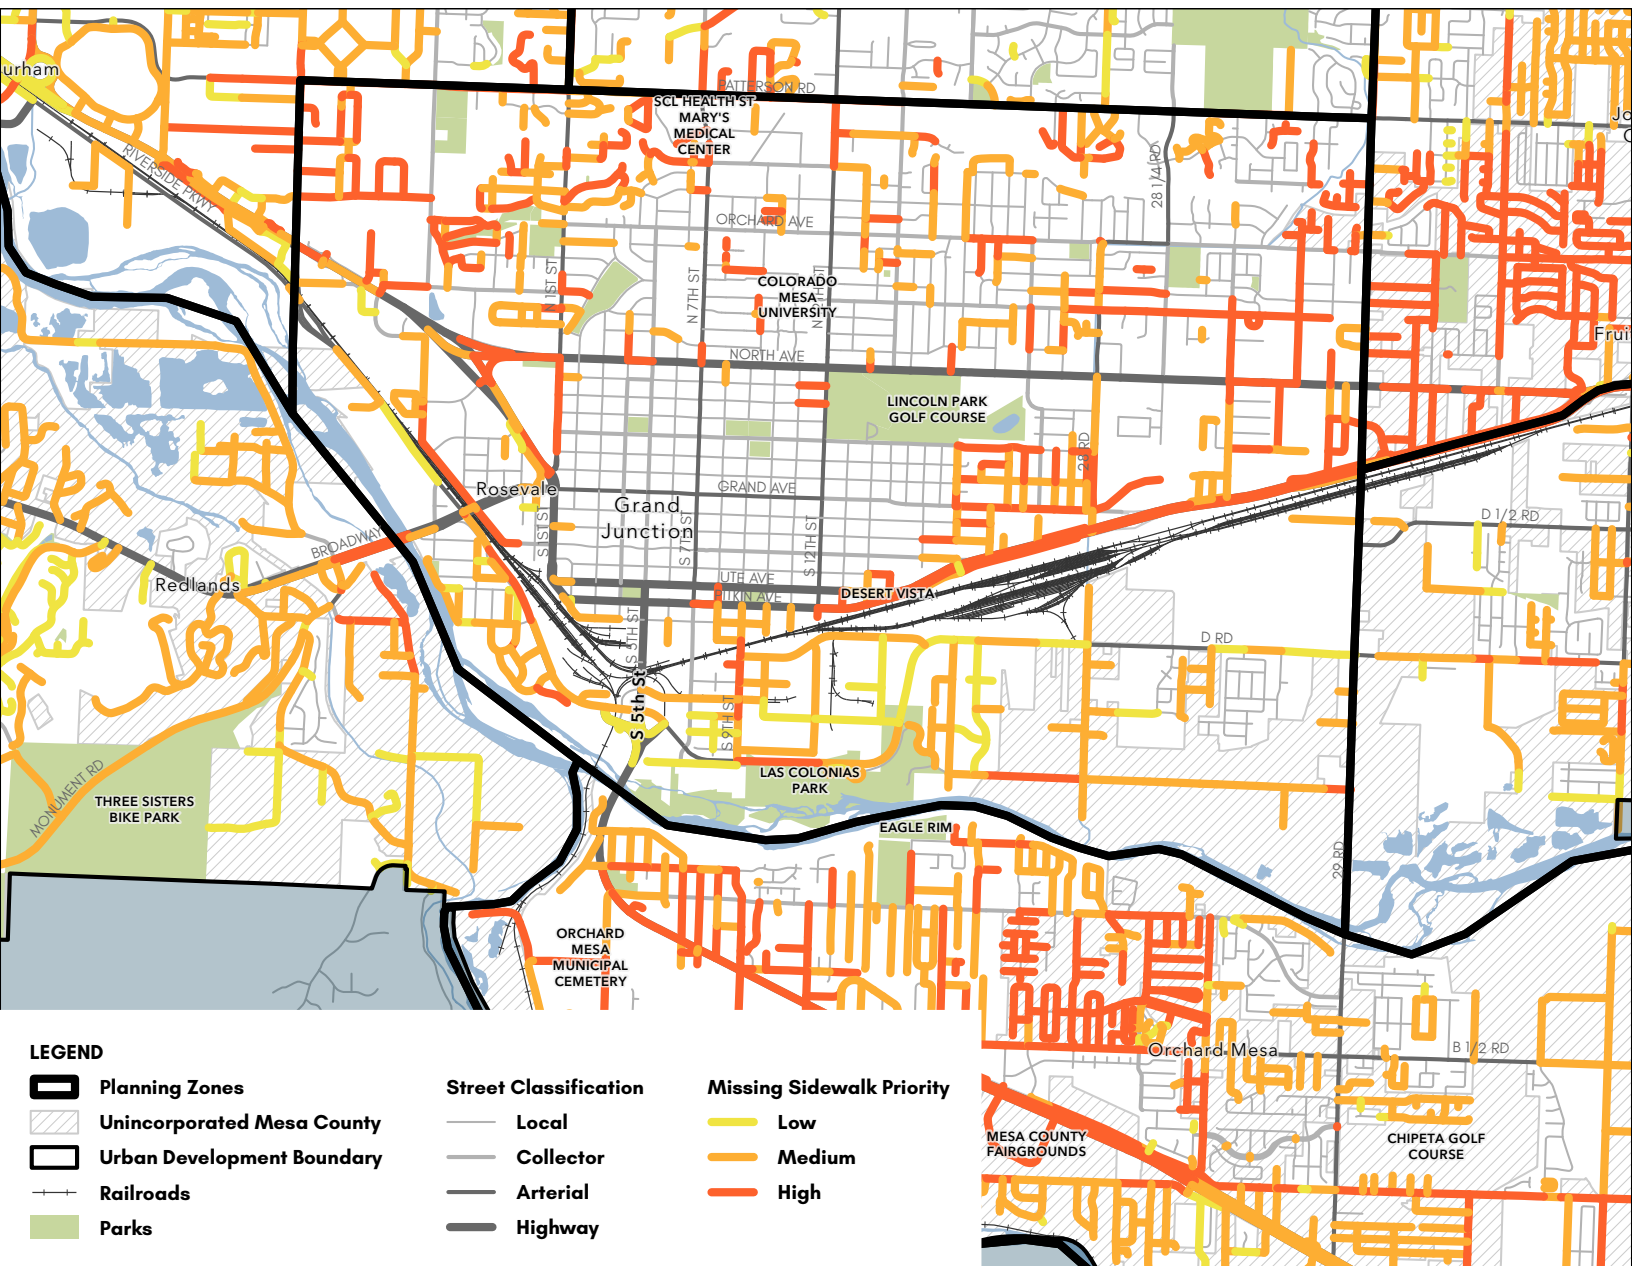 urham
RIVERSIDE PKWY
PATTERSON RD
SCL HEALTH ST
MARY'S
MEDICAL
CENTER
28 1/4 RD
ORCHARD AVE
N 1ST ST
N 7TH ST
COLORADO
MESA
UNIVERSITY
NORTH AVE
LINCOLN PARK
GOLF COURSE
28 RD
Frui
Rosevale
Grand
Junction
GRAND AVE
S 1ST ST
S 7TH ST
S 12TH ST
D 1/2 RD
BROADWAY
Redlands
UTE AVE
PITKIN AVE
DESERT VISTA
S 5TH ST
D RD
S 5th St
S 9TH ST
LAS COLONIAS
PARK
MONUMENT RD
THREE SISTERS
BIKE PARK
EAGLE RIM
29 RD
ORCHARD
MESA
MUNICIPAL
CEMETERY
Orchard Mesa
B 1/2 RD
MESA COUNTY
FAIRGROUNDS
CHIPETA GOLF
COURSE
LEGEND
Planning Zones
Unincorporated Mesa County
Urban Development Boundary
Railroads
Parks
Street Classification
Local
Collector
Arterial
Highway
Missing Sidewalk Priority
Low
Medium
High